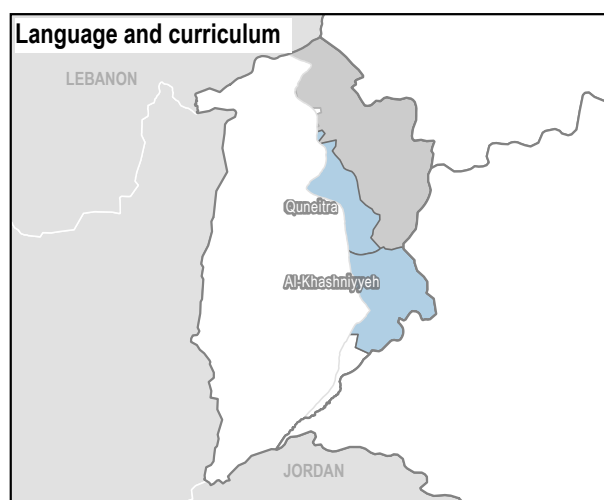 Language and curriculum
LEBANON
Quneitra
Al-Khashniyyeh
JORDAN